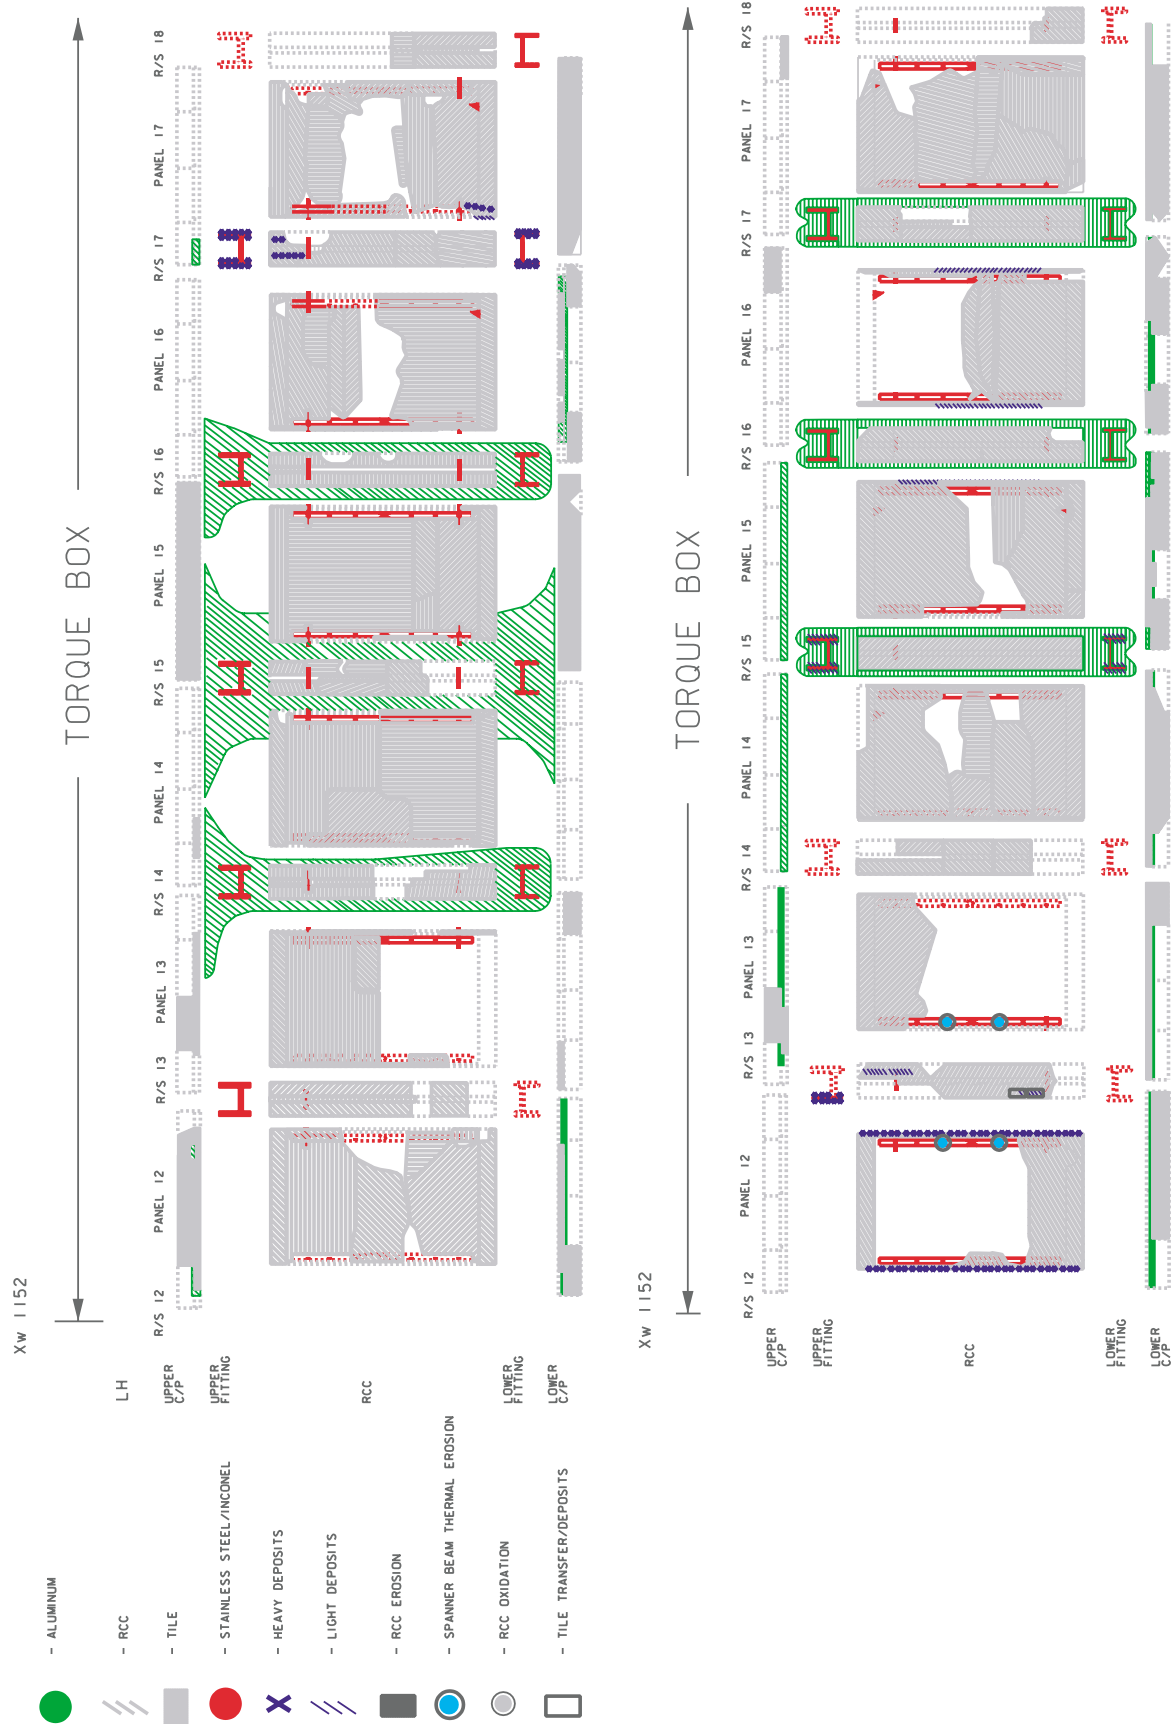 - ALUMINUM
- RCC
- TILE
- STAINLESS STEEL/INCONEL
- HEAVY DEPOSITS
- LIGHT DEPOSITS
- RCC EROSION
- SPANNER BEAM THERMAL EROSION
- RCC OXIDATION
- TILE TRANSFER/DEPOSITS
Xw 1152
TORQUE BOX
LH
R/S 12 PANEL 12 R/S 13 PANEL 13 R/S 14 PANEL 14 R/S 15 PANEL 15 R/S 16 PANEL 16 R/S 17 PANEL 17 R/S 18
UPPER
C/P
UPPER
FITTING
RCC
LOWER
FITTING
LOWER
C/P
Xw 1152
TORQUE BOX
R/S 12 PANEL 12 R/S 13 PANEL 13 R/S 14 PANEL 14 R/S 15 PANEL 15 R/S 16 PANEL 16 R/S 17 PANEL 17 R/S 18
UPPER
C/P
UPPER
FITTING
RCC
LOWER
FITTING
LOWER
C/P